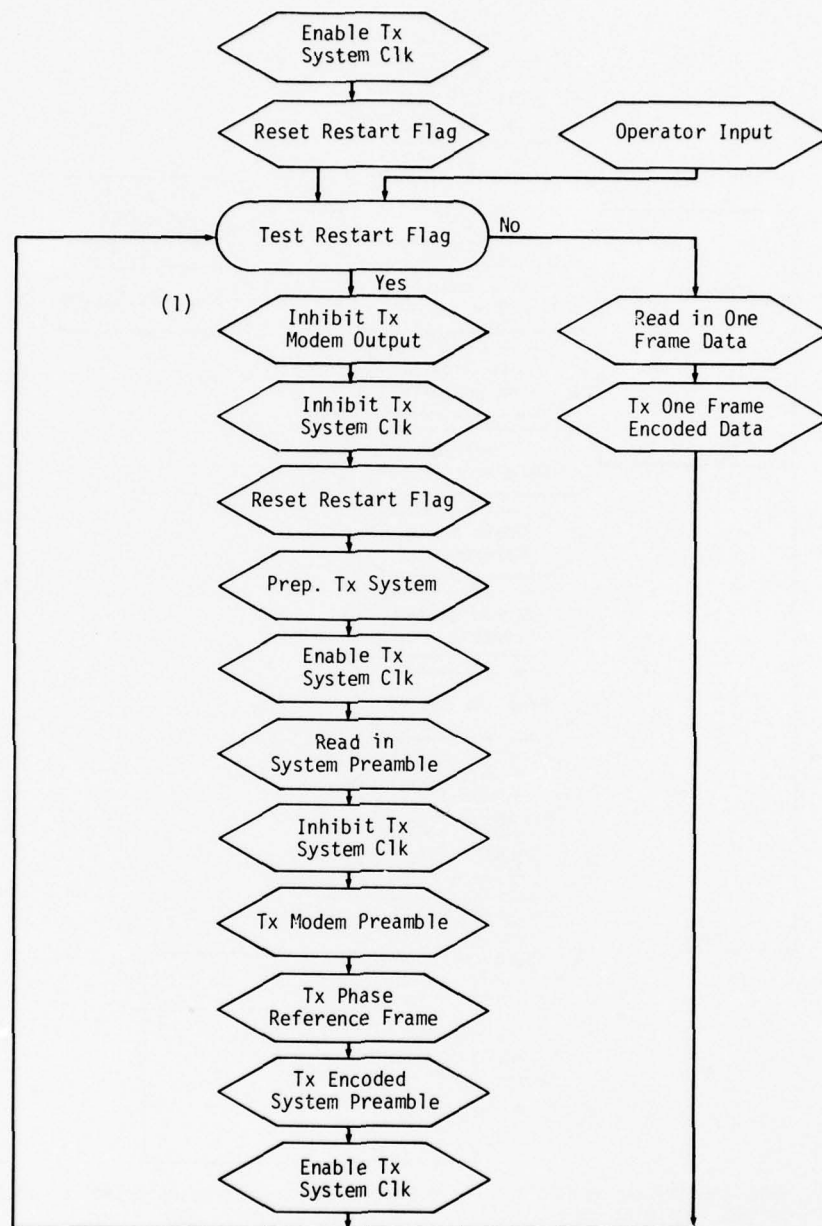 Enable Tx
System Clk
Reset Restart Flag
Operator Input
Test Restart Flag
No
Yes
(1)
Inhibit Tx
Modem Output
Read in One
Frame Data
Inhibit Tx
System Clk
Tx One Frame
Encoded Data
Reset Restart Flag
Prep. Tx System
Enable Tx
System Clk
Read in
System Preamble
Inhibit Tx
System Clk
Tx Modem Preamble
Tx Phase
Reference Frame
Tx Encoded
System Preamble
Enable Tx
System Clk